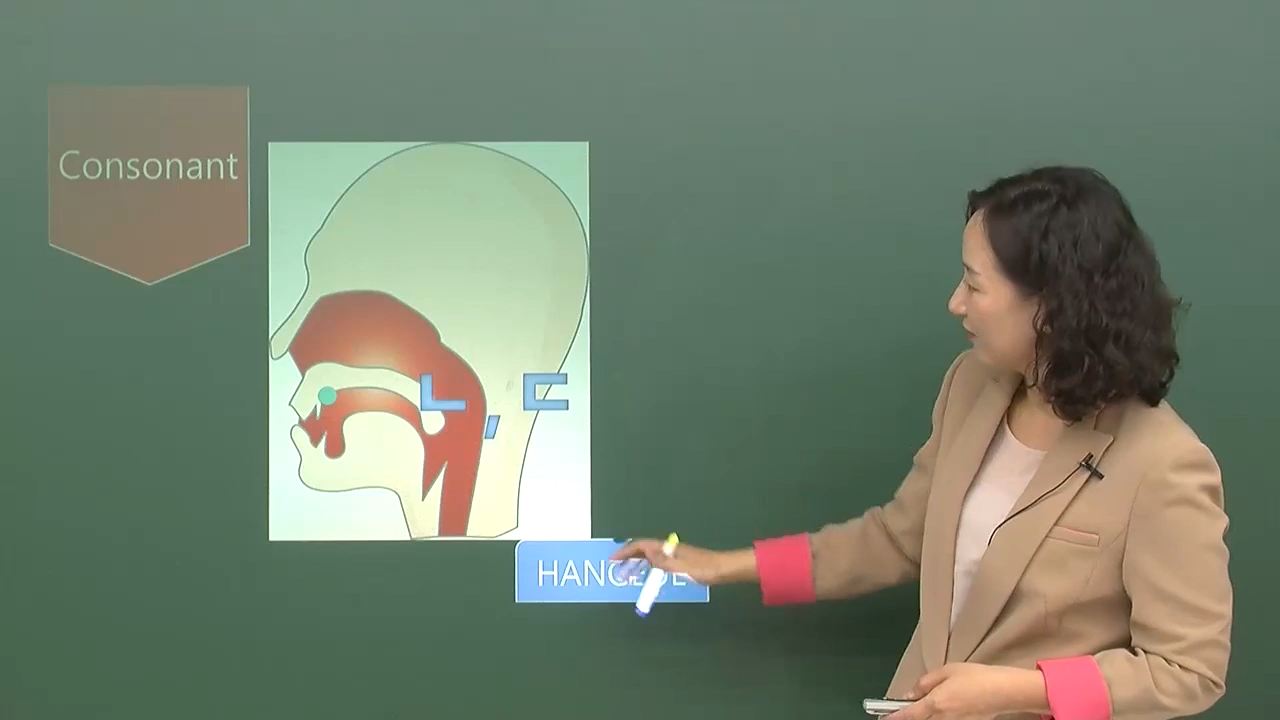 Consonant
ㄴ, ㄷ